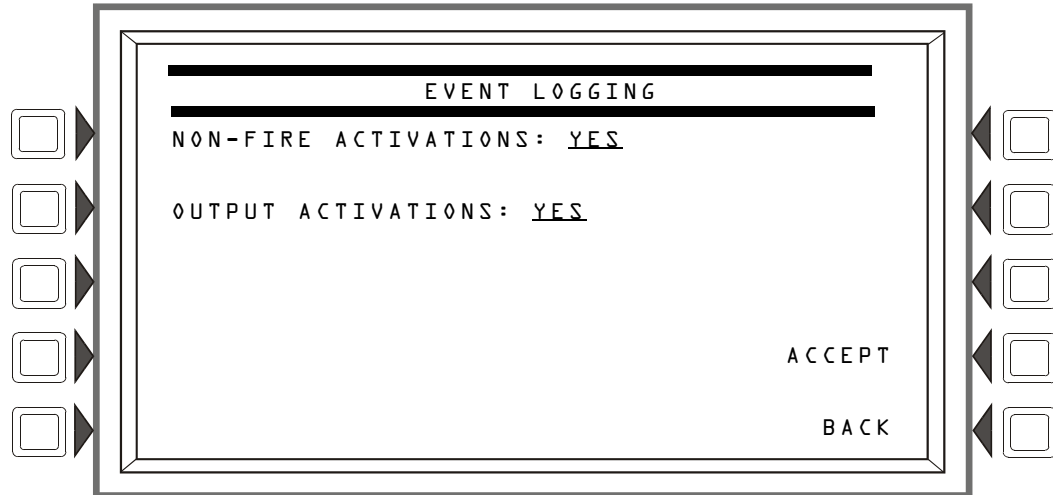 EVENT LOGGING
NON-FIRE ACTIVATIONS: YES
OUTPUT ACTIVATIONS: YES
ACCEPT
BACK